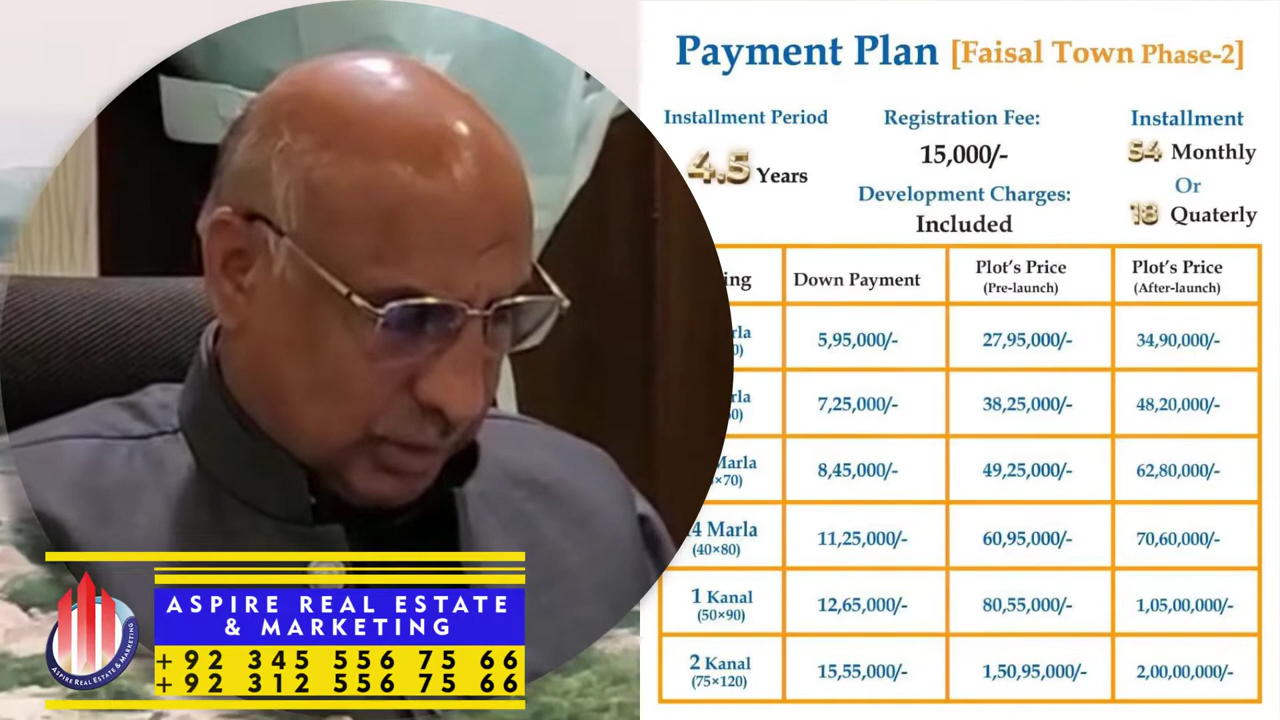 Payment Plan [Faisal Town Phase-2]
Installment Period
4.5 Years
Registration Fee:
15,000/-
Development Charges:
Included
Installment
54 Monthly
Or
18 Quaterly
Down Payment
Plot's Price
(Pre-launch)
Plot's Price
(After-launch)
5,95,000/-
27,95,000/-
34,90,000/-
7,25,000/-
38,25,000/-
48,20,000/-
Marla
8,45,000/-
49,25,000/-
62,80,000/-
4 Marla
(40×80)
11,25,000/-
60,95,000/-
70,60,000/-
1 Kanal
(50×90)
12,65,000/-
80,55,000/-
1,05,00,000/-
2 Kanal
(75×120)
15,55,000/-
1,50,95,000/-
2,00,00,000/-
ASPIRE REAL ESTATE
& MARKETING
+92 345 556 75 66
+92 312 556 75 66
ASPIRE REAL ESTATE & MARKETING